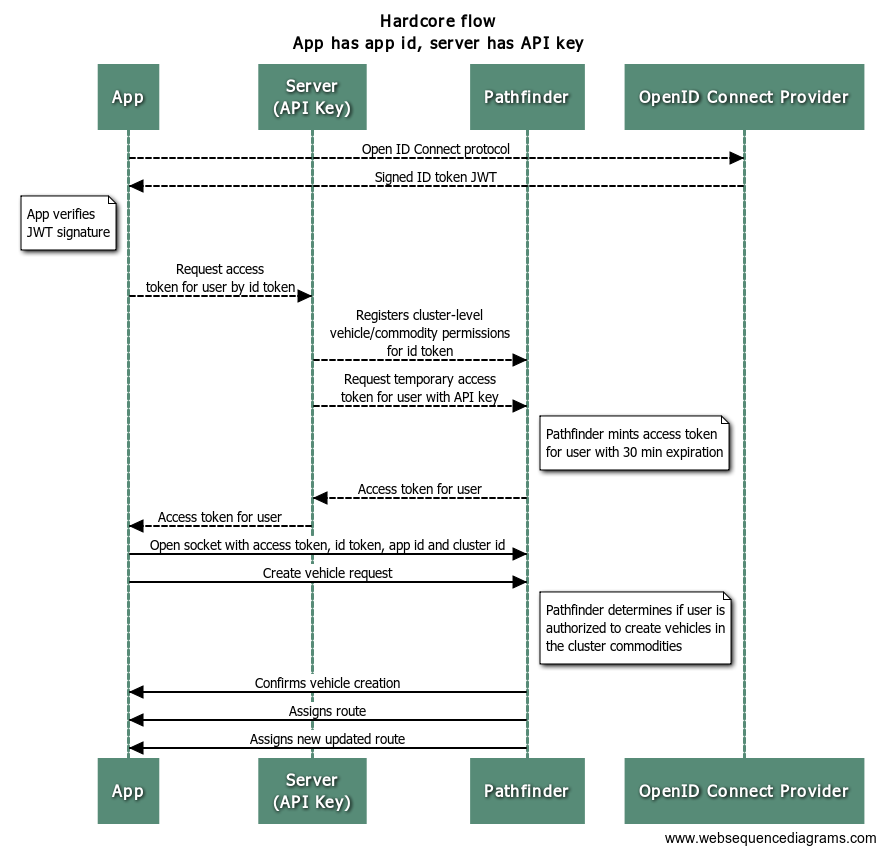 Hardcore flow
App has app id, server has API key
App
Server
(API Key)
Pathfinder
OpenID Connect Provider
Open ID Connect protocol
Signed ID token JWT
App verifies
JWT signature
Request access
token for user by id token
Registers cluster-level
vehicle/commodity permissions
for id token
Request temporary access
token for user with API key
Pathfinder mints access token
for user with 30 min expiration
Access token for user
Access token for user
Open socket with access token, id token, app id and cluster id
Create vehicle request
Pathfinder determines if user is
authorized to create vehicles in
the cluster commodities
Confirms vehicle creation
Assigns route
Assigns new updated route
App
Server
(API Key)
Pathfinder
OpenID Connect Provider
www.websequencediagrams.com